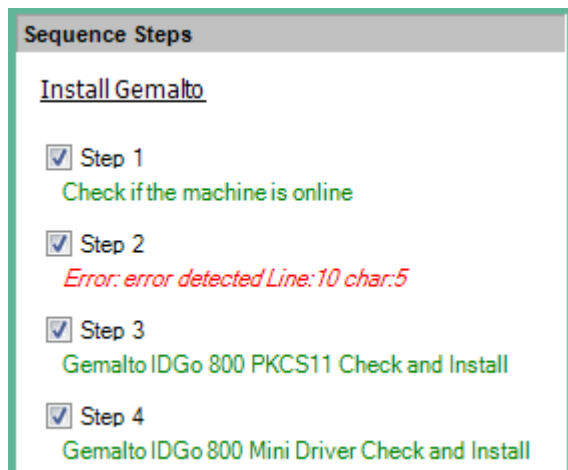 Sequence Steps
Install Gemalto
Step 1
Check if the machine is online
Step 2
Error: error detected Line:10 char:5
Step 3
Gemalto IDGo 800 PKCS11 Check and Install
Step 4
Gemalto IDGo 800 Mini Driver Check and Install